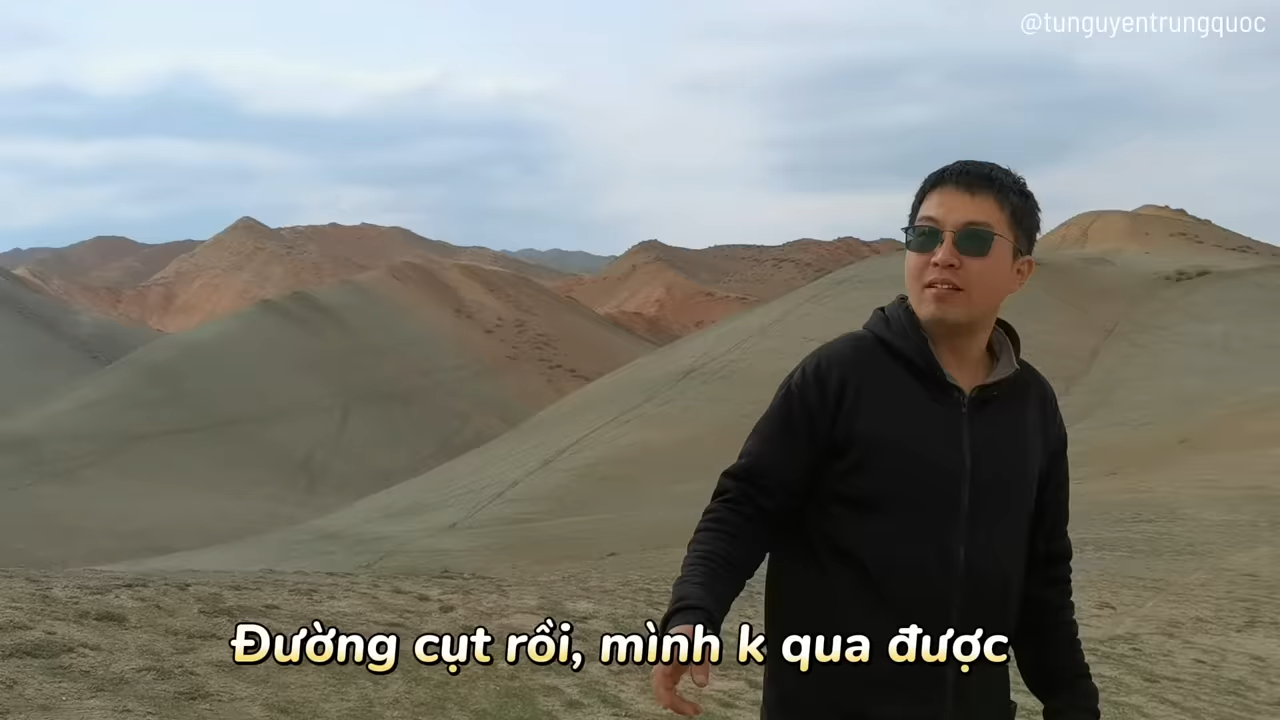 @tunguyentrungquoc
Đường cụt rồi, mình k qua được